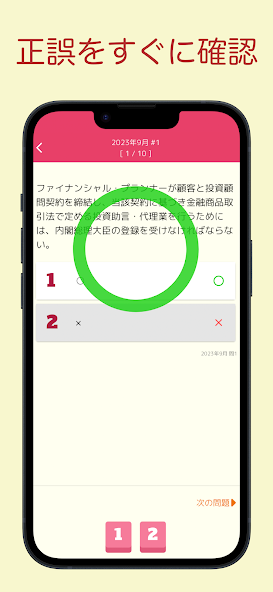 正誤をすぐに確認
2023年9月 #1
[ 1 / 10 ]
ファイナンシャル・プランナーが顧客と投資顧
問契約を締結し、当該契約に基づき金融商品取
引法で定める投資助言・代理業を行うために
は、内閣総理大臣の登録を受けなければならな
い。
1 ○
2 ×
2023年9月 問1
次の問題
1 2